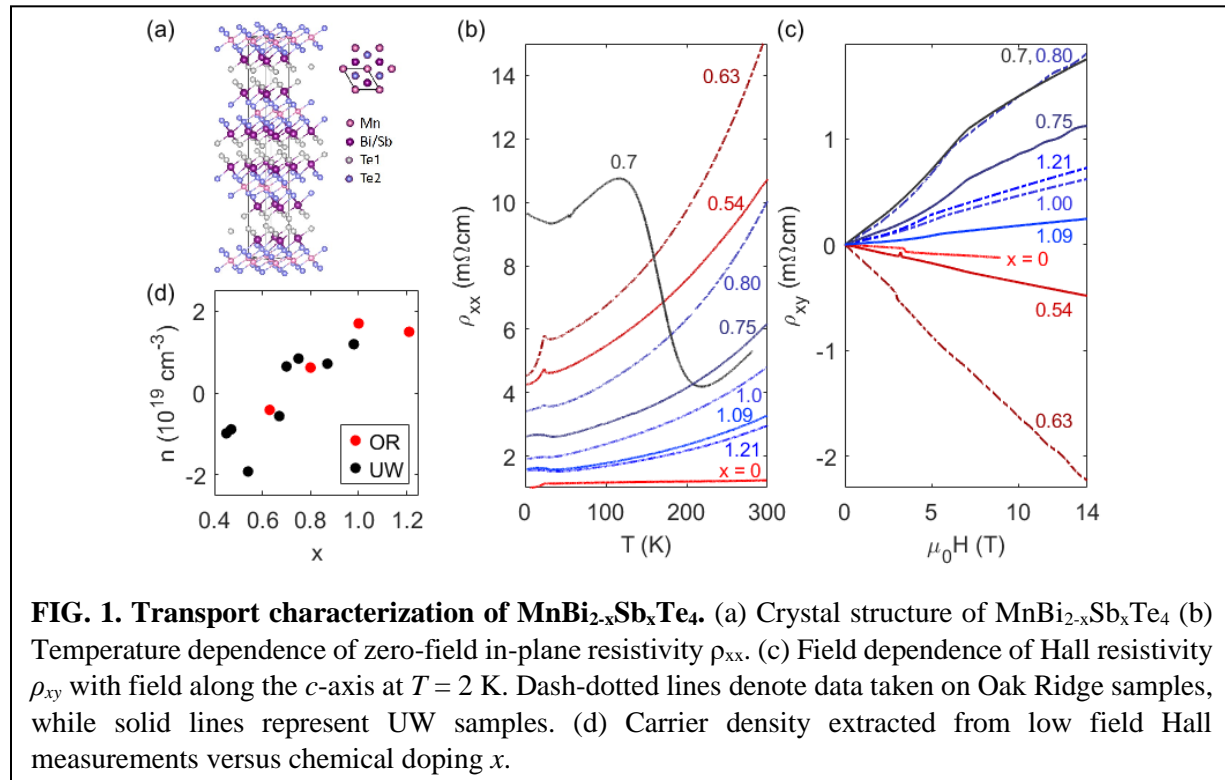 (a)
Mn
Bi/Sb
Te1
Te2
(b)
14
12
10
8
6
4
2
0
100
200
300
ρxx (mΩcm)
T (K)
0.63
0.7
0.54
0.80
0.75
1.0
1.09
1.21
x = 0
(c)
1
0
-1
-2
0
5
10
14
ρxy (mΩcm)
μ0H (T)
0.7, 0.80
0.75
1.21
1.00
1.09
x = 0
0.54
0.63
(d)
2
0
-2
0.4
0.6
0.8
1.0
1.2
n (10^19 cm^-3)
x
OR
UW
FIG. 1. Transport characterization of MnBi2-xSbxTe4. (a) Crystal structure of MnBi2-xSbxTe4 (b)
Temperature dependence of zero-field in-plane resistivity ρxx. (c) Field dependence of Hall resistivity
ρxy with field along the c-axis at T = 2 K. Dash-dotted lines denote data taken on Oak Ridge samples,
while solid lines represent UW samples. (d) Carrier density extracted from low field Hall
measurements versus chemical doping x.